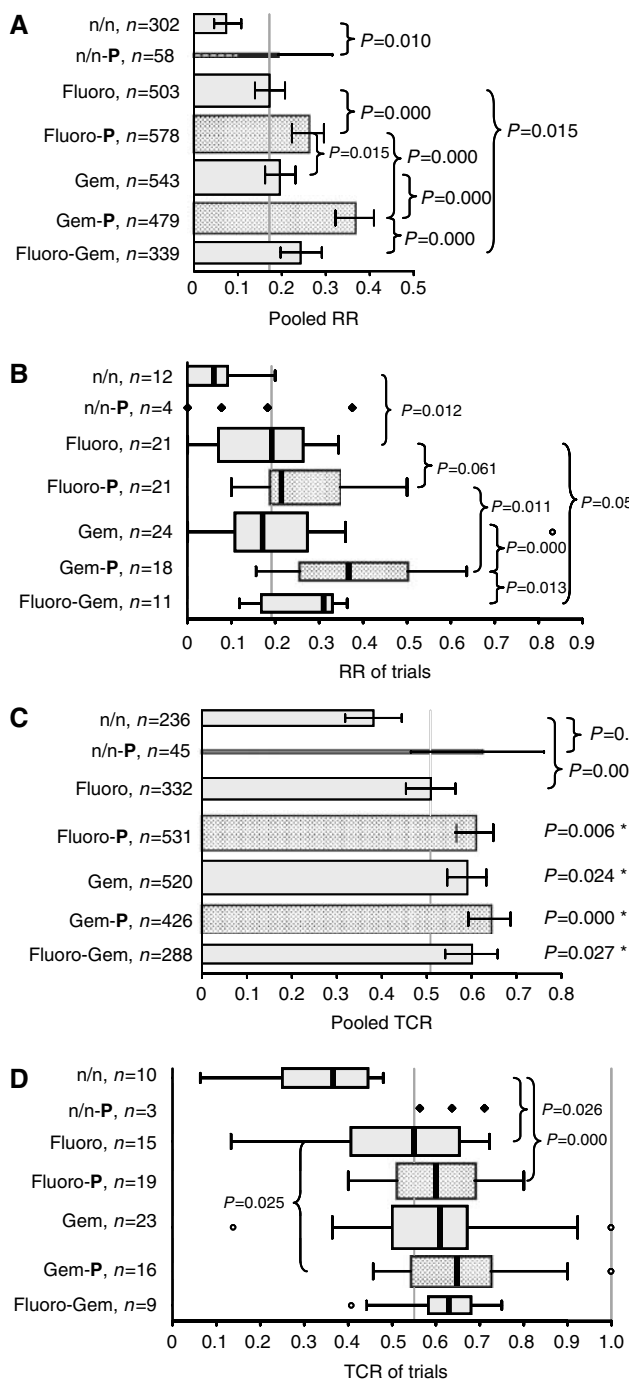 A
n/n, n=302
P=0.010
n/n-P, n=58
Fluoro, n=503
P=0.000
Fluoro-P, n=578
P=0.015
P=0.015
P=0.000
Gem, n=543
P=0.000
Gem-P, n=479
P=0.000
Fluoro-Gem, n=339
0 0.1 0.2 0.3 0.4 0.5
Pooled RR
B
n/n, n=12
n/n-P, n=4
P=0.012
Fluoro, n=21
P=0.061
Fluoro-P, n=21
P=0.011
P=0.05
Gem, n=24
P=0.000
Gem-P, n=18
P=0.013
Fluoro-Gem, n=11
0 0.1 0.2 0.3 0.4 0.5 0.6 0.7 0.8 0.9
RR of trials
C
n/n, n=236
P=0.
n/n-P, n=45
P=0.00
Fluoro, n=332
Fluoro-P, n=531
P=0.006 *
Gem, n=520
P=0.024 *
Gem-P, n=426
P=0.000 *
Fluoro-Gem, n=288
P=0.027 *
0 0.1 0.2 0.3 0.4 0.5 0.6 0.7 0.8
Pooled TCR
D
n/n, n=10
n/n-P, n=3
P=0.026
Fluoro, n=15
P=0.000
Fluoro-P, n=19
P=0.025
Gem, n=23
Gem-P, n=16
Fluoro-Gem, n=9
0 0.1 0.2 0.3 0.4 0.5 0.6 0.7 0.8 0.9 1.0
TCR of trials